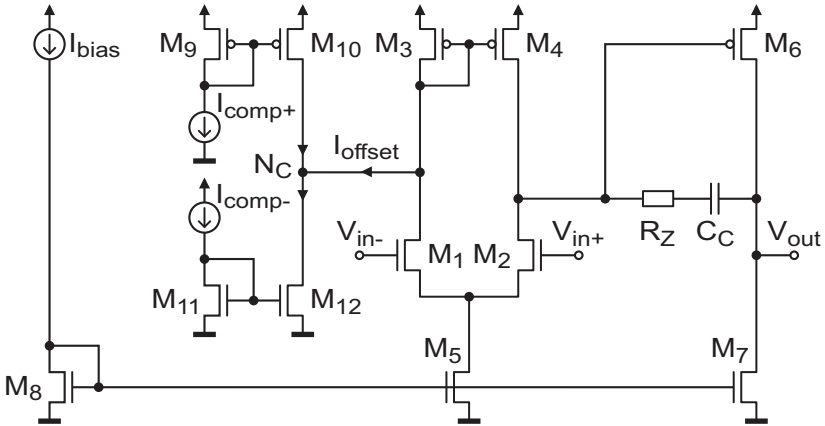 I_bias
M_9
M_10
M_3
M_4
M_6
I_comp+
N_C
I_offset
I_comp-
V_in-
M_1
M_2
V_in+
R_Z
C_C
V_out
M_11
M_12
M_8
M_5
M_7